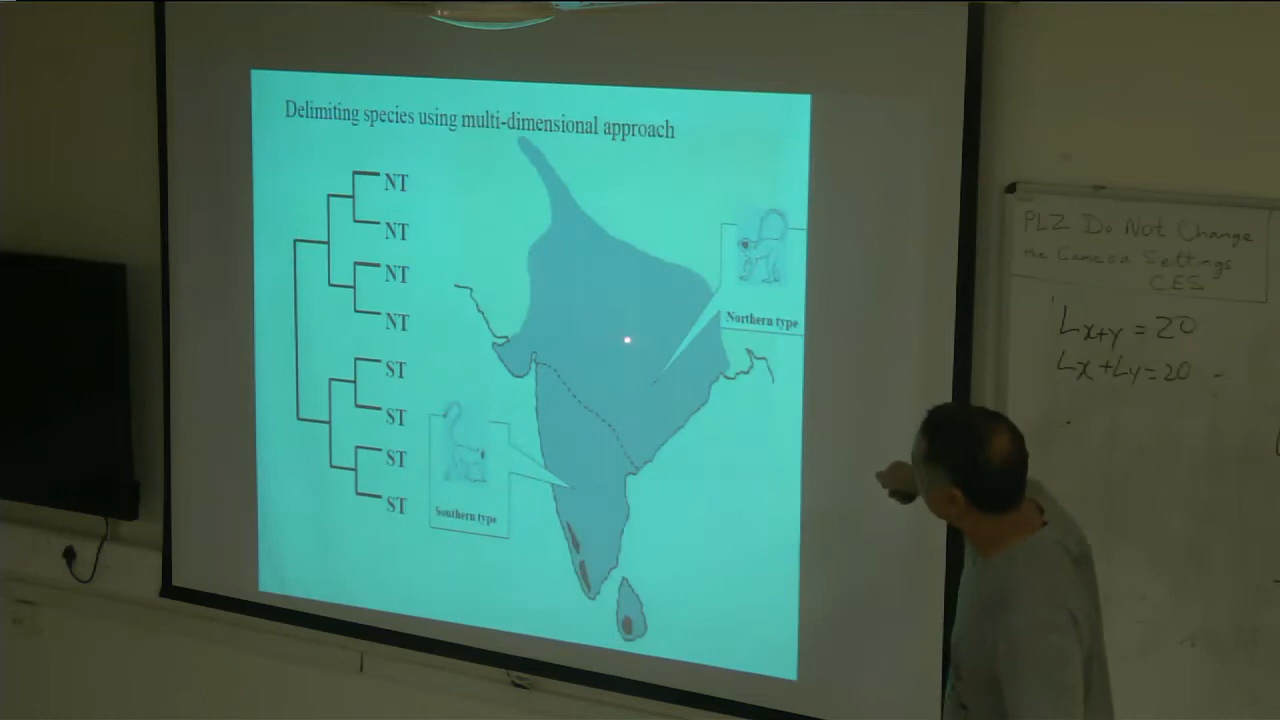 Delimiting species using multi-dimensional approach
NT
NT
NT
NT
ST
ST
ST
ST
Northern type
Southern type
PLZ Do Not Change
the Camera Settings
CES
Lx+y = 20
Lx+Ly=20